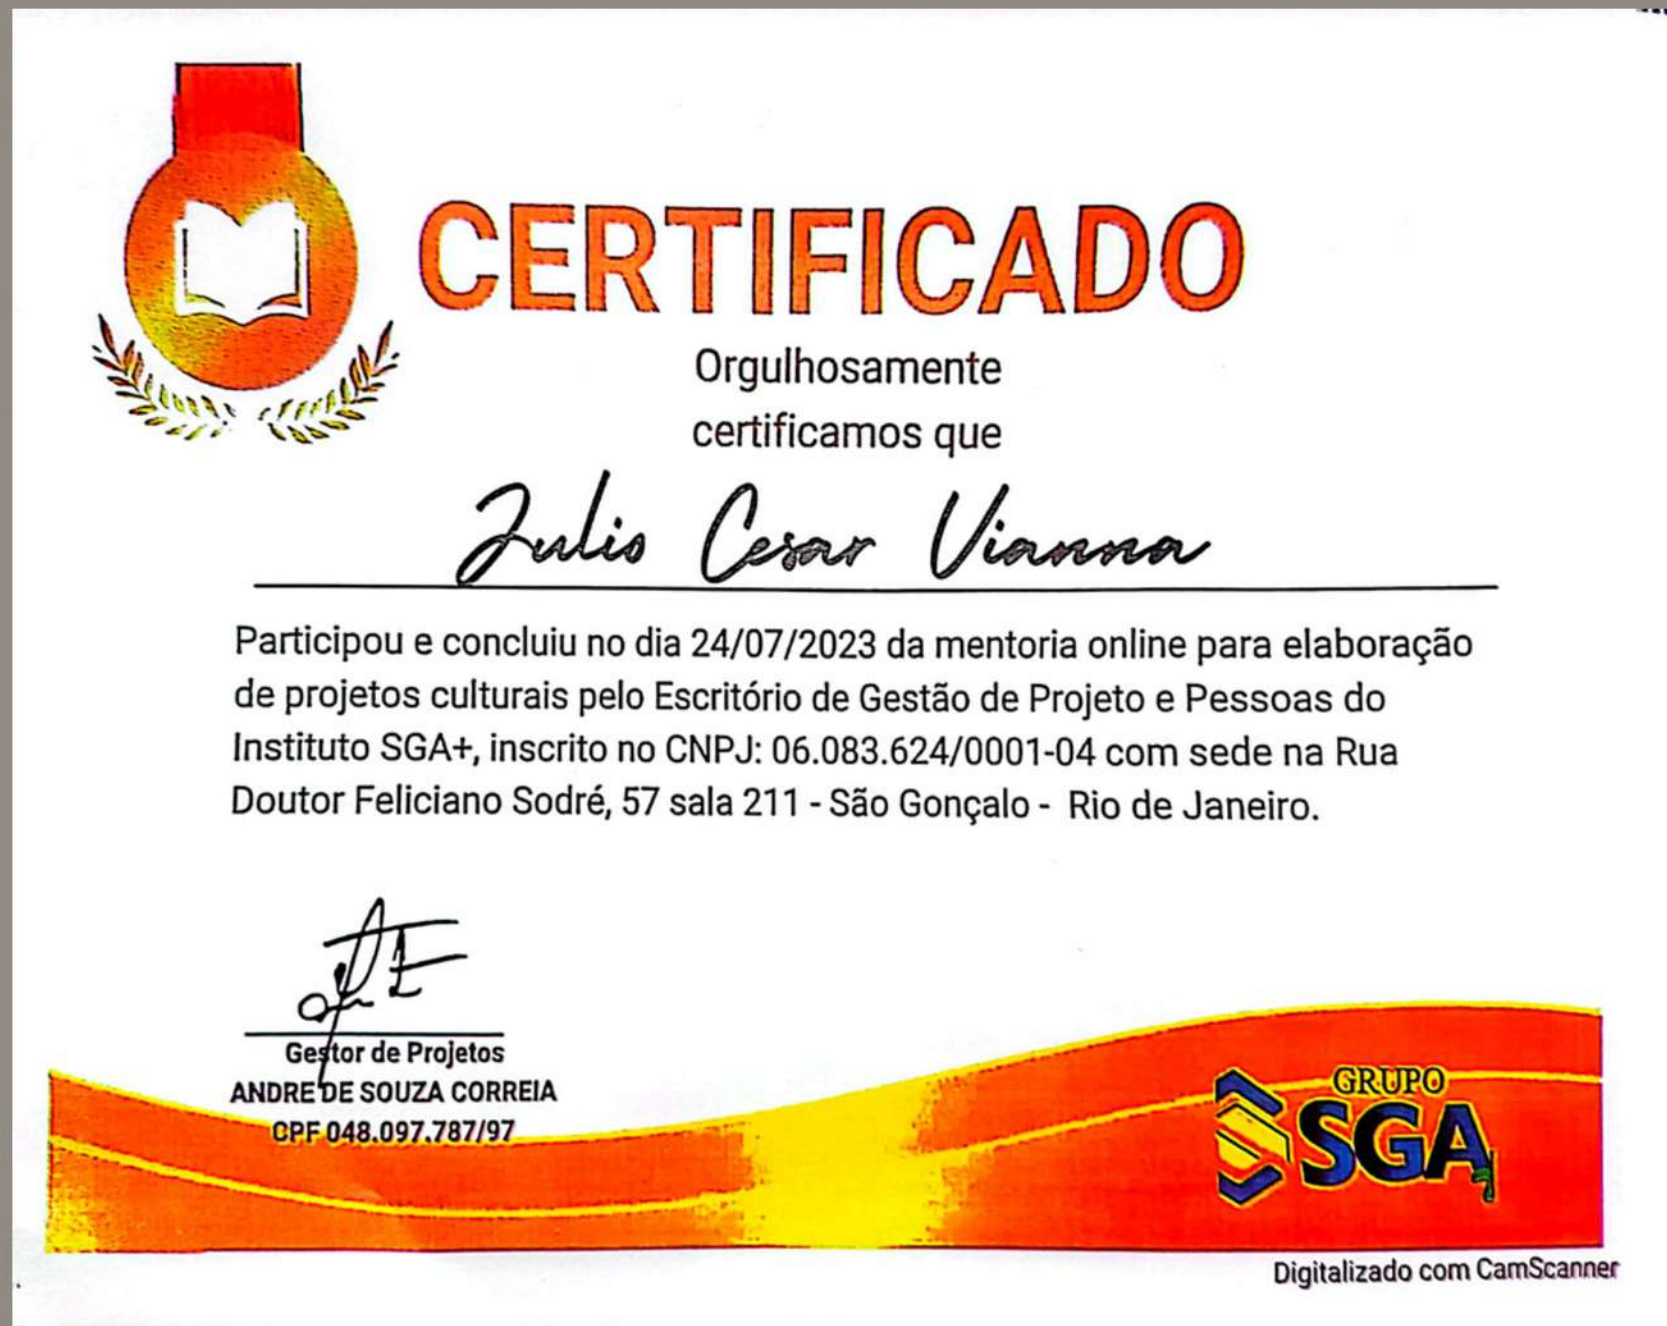 CERTIFICADO
Orgulhosamente
certificamos que
Julio Cesar Vianna
Participou e concluiu no dia 24/07/2023 da mentoria online para elaboração
de projetos culturais pelo Escritório de Gestão de Projeto e Pessoas do
Instituto SGA+, inscrito no CNPJ: 06.083.624/0001-04 com sede na Rua
Doutor Feliciano Sodré, 57 sala 211 - São Gonçalo - Rio de Janeiro.
Gestor de Projetos
ANDRE DE SOUZA CORREIA
CPF 048.097.787/97
GRUPO
SGA
Digitalizado com CamScanner